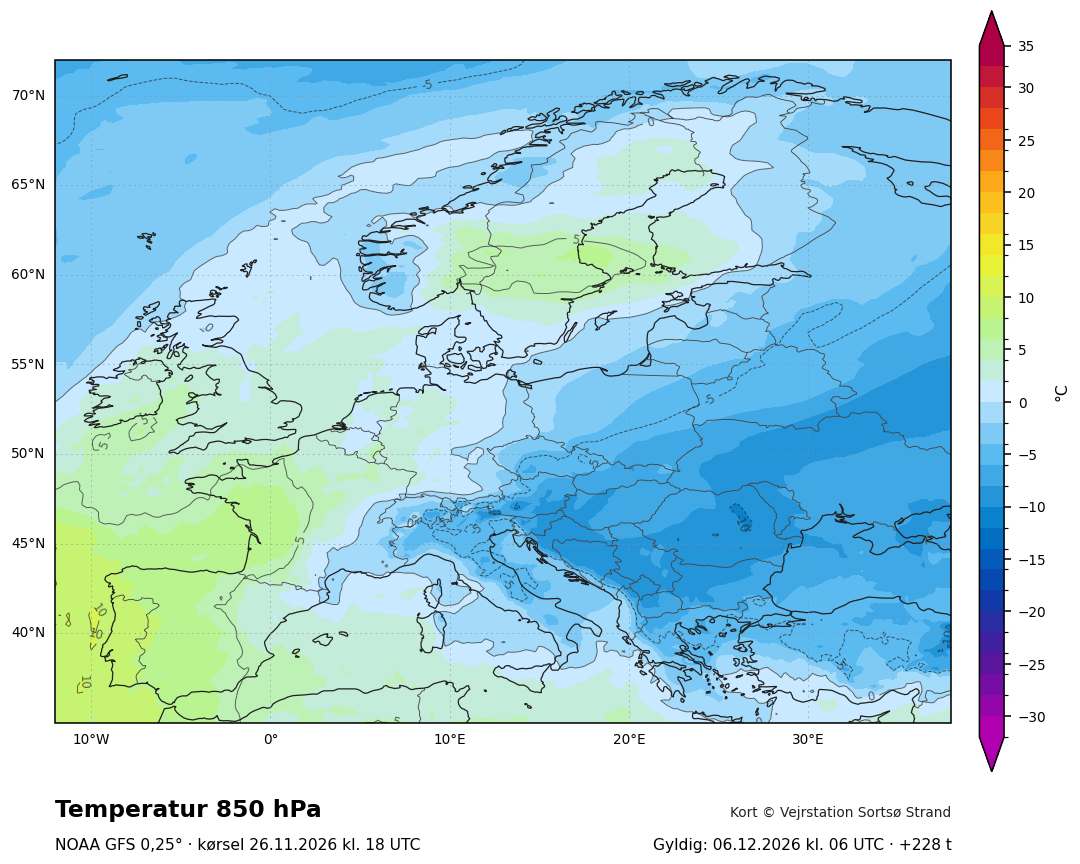 70°N
65°N
60°N
55°N
50°N
45°N
40°N
10°W
0°
10°E
20°E
30°E
35
30
25
20
15
10
5
0
−5
−10
−15
−20
−25
−30
°C
Temperatur 850 hPa
Kort © Vejrstation Sortsø Strand
NOAA GFS 0,25° · kørsel 26.11.2026 kl. 18 UTC
Gyldig: 06.12.2026 kl. 06 UTC · +228 t